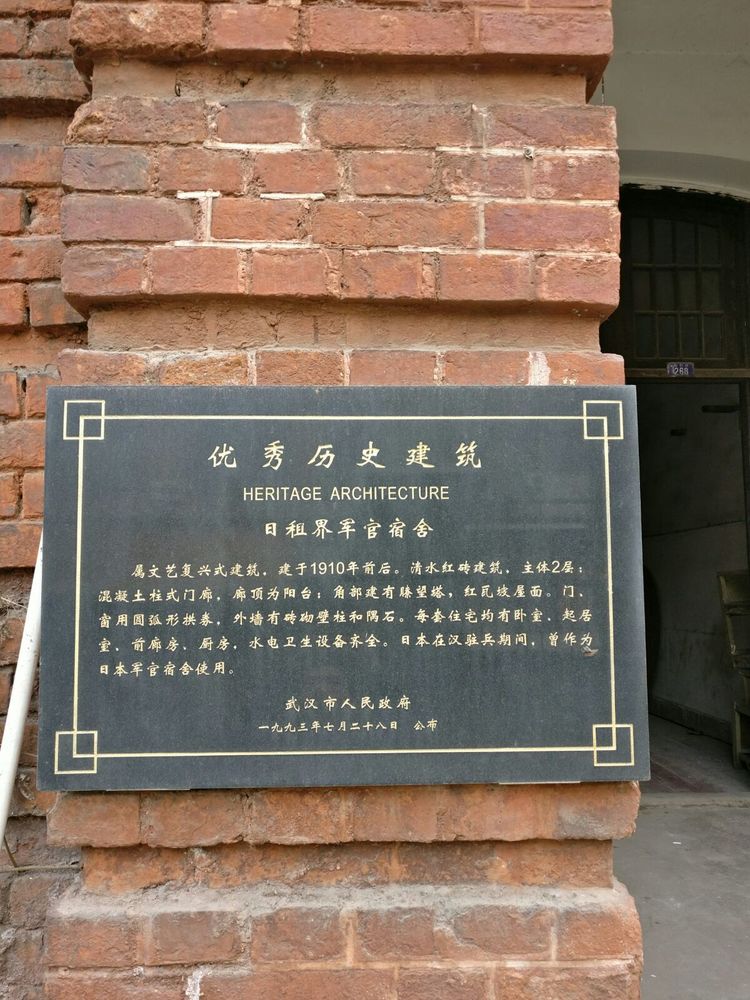 优秀历史建筑
HERITAGE ARCHITECTURE
日租界军官宿舍
属文艺复兴式建筑，建于1910年前后。清水红砖建筑，主体2层；
混凝土柱式门廊，廊顶为阳台；角部建有瞭望塔，红瓦坡屋面。门、
窗用圆弧形拱券，外墙有砖砌壁柱和隅石。每套住宅均有卧室、起居
室、前廊房、厨房，水电卫生设备齐全。日本在汉驻兵期间，曾作为
日本军官宿舍使用。
武汉市人民政府
一九九三年七月二十八日 公布
268